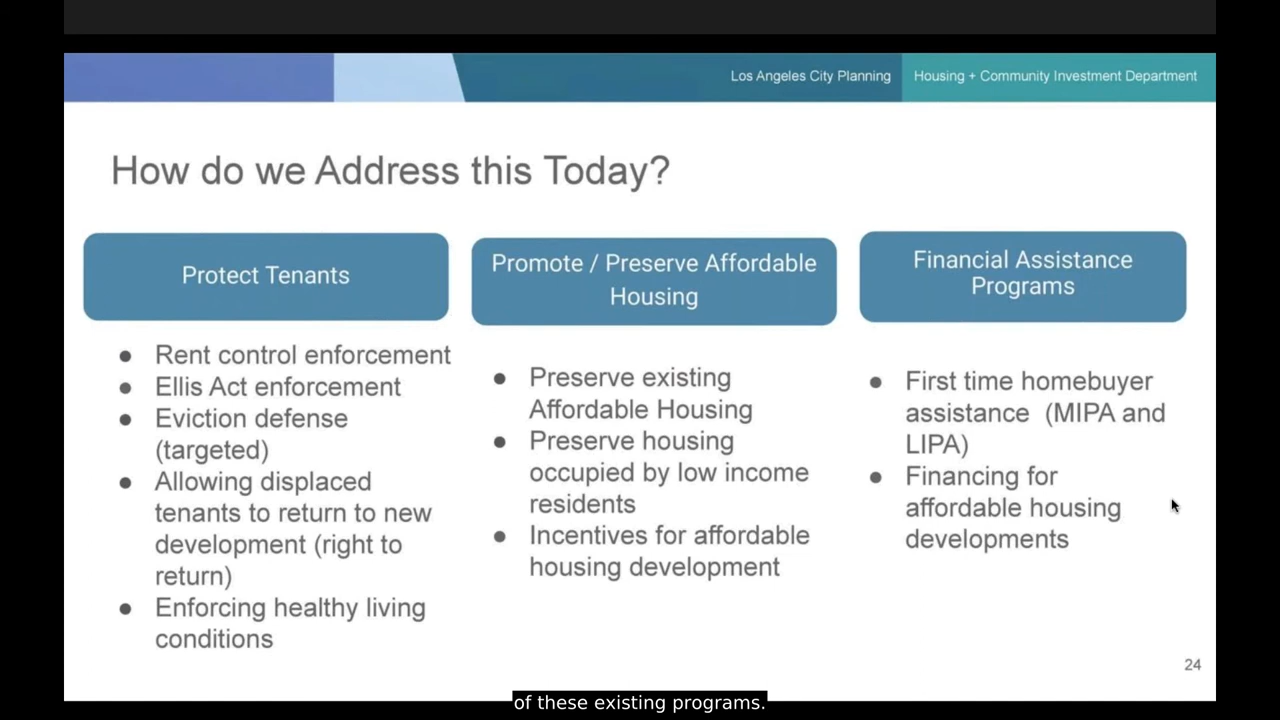 Los Angeles City Planning
Housing + Community Investment Department
How do we Address this Today?
Protect Tenants
● Rent control enforcement
● Ellis Act enforcement
● Eviction defense
(targeted)
● Allowing displaced
tenants to return to new
development (right to
return)
● Enforcing healthy living
conditions
Promote / Preserve Affordable
Housing
● Preserve existing
Affordable Housing
● Preserve housing
occupied by low income
residents
● Incentives for affordable
housing development
Financial Assistance
Programs
● First time homebuyer
assistance (MIPA and
LIPA)
● Financing for
affordable housing
developments
24
of these existing programs.